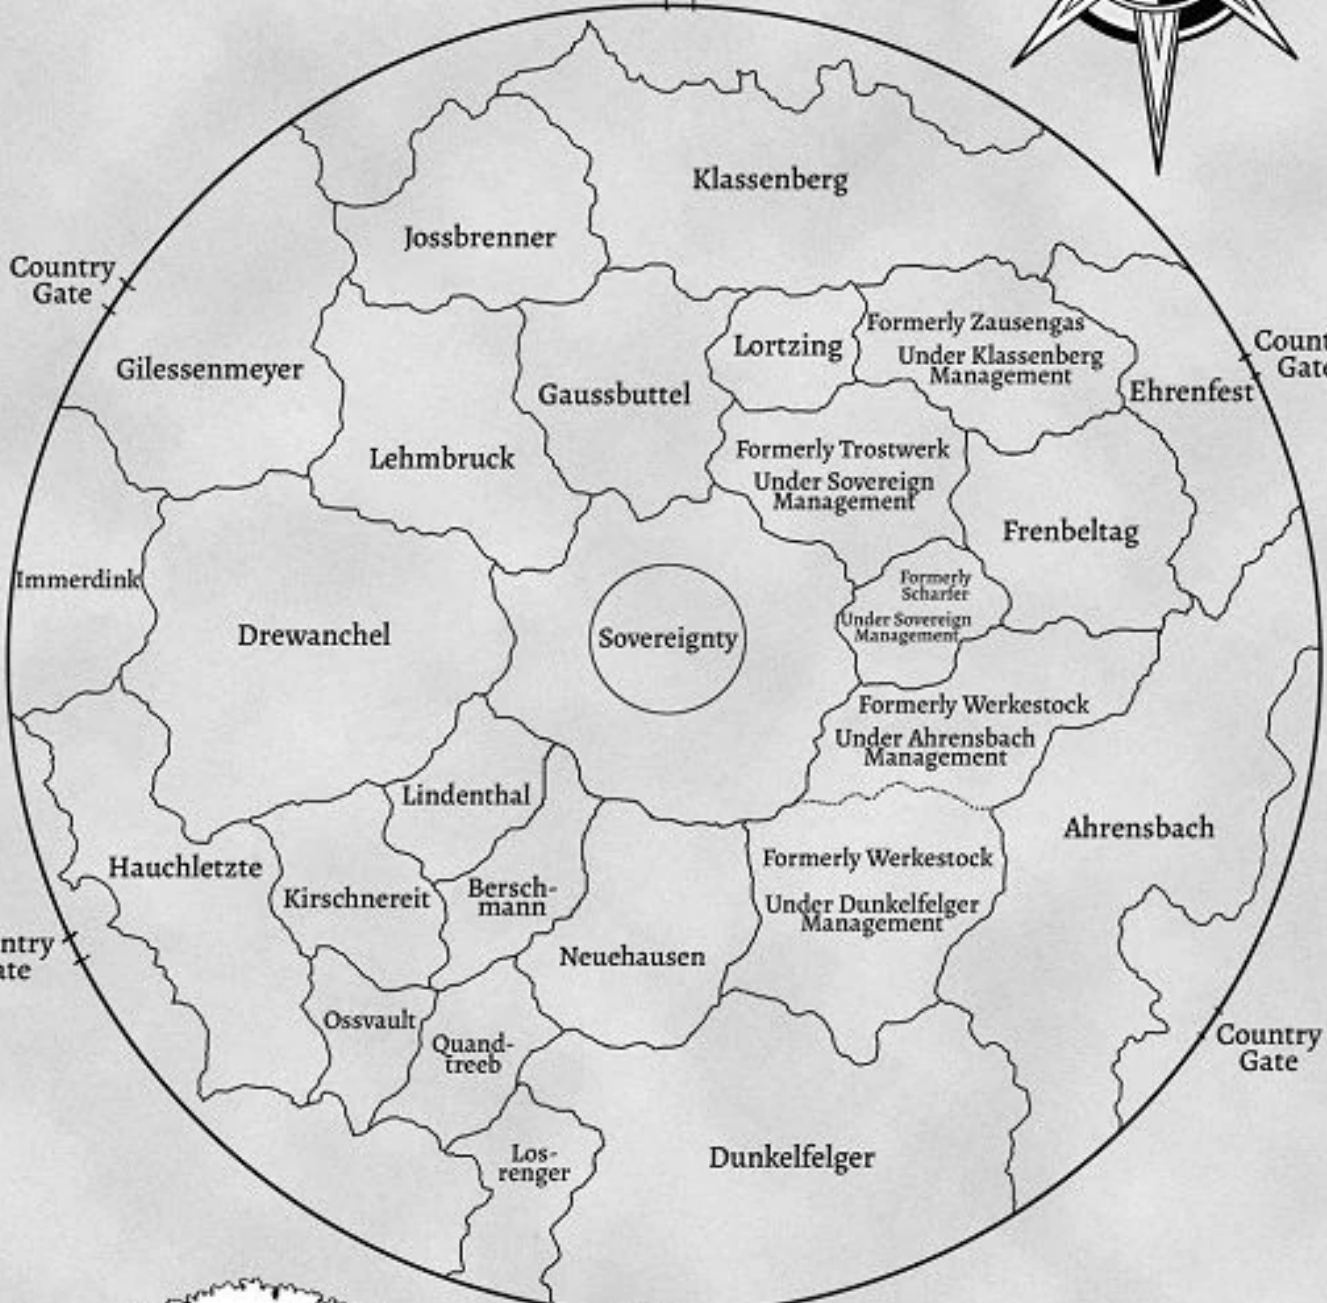 Klassenberg
Jossbrenner
Country
Gate
Gilessenmeyer
Lortzing
Formerly Zausengas
Under Klassenberg
Management
Gate
Ehrenfest
Gaussbuttel
Lehmbruck
Formerly Trostwerk
Under Sovereign
Management
Frenbeltag
Immerdink
Formerly
Scharfer
Under Sovereign
Management
Drewanchel
Sovereignty
Formerly Werkestock
Under Ahrensbach
Management
Lindenthal
Ahrensbach
Hauchletzte
Kirschnereit
Bersch-
mann
Formerly Werkestock
Under Dunkelfelger
Management
Neuehausen
Ossvault
Quand-
treeb
Country
Gate
Los-
renger
Dunkelfelger